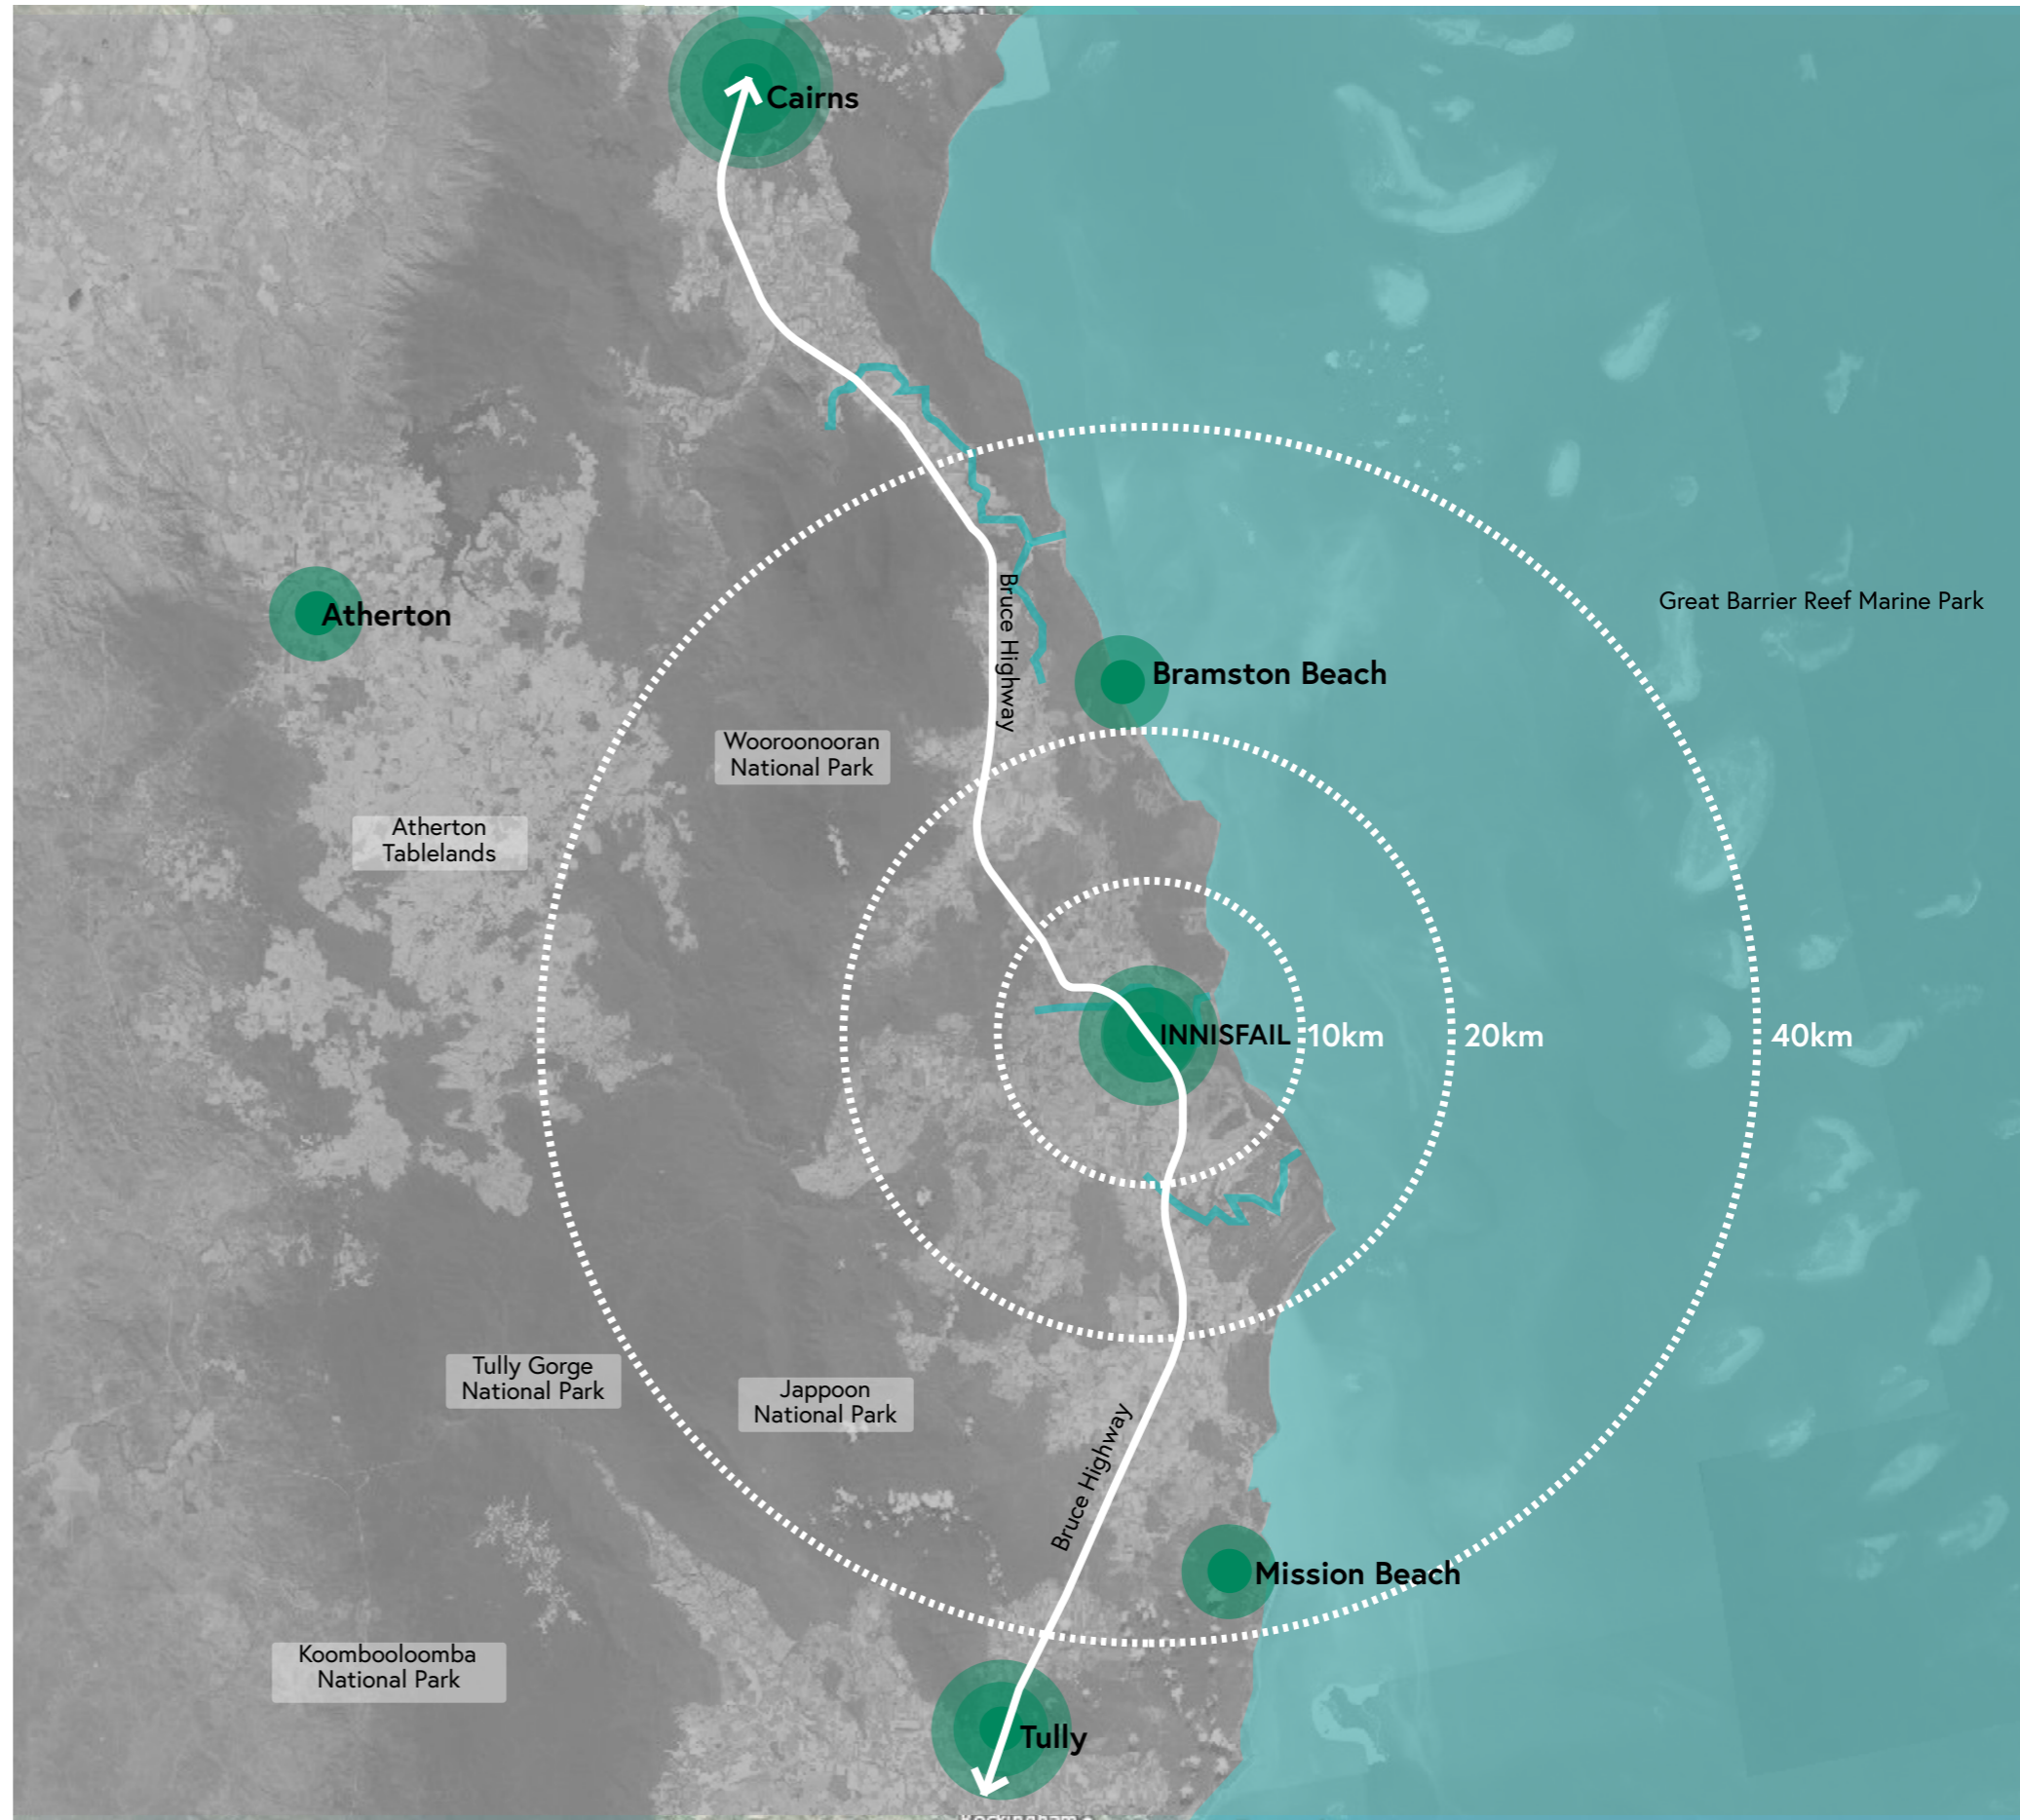 Cairns
Great Barrier Reef Marine Park
Atherton
Bruce Highway
Bramston Beach
Wooroonooran
National Park
Atherton
Tablelands
INNISFAIL
10km
20km
40km
Tully Gorge
National Park
Jappoon
National Park
Bruce Highway
Mission Beach
Koombooloomba
National Park
Tully